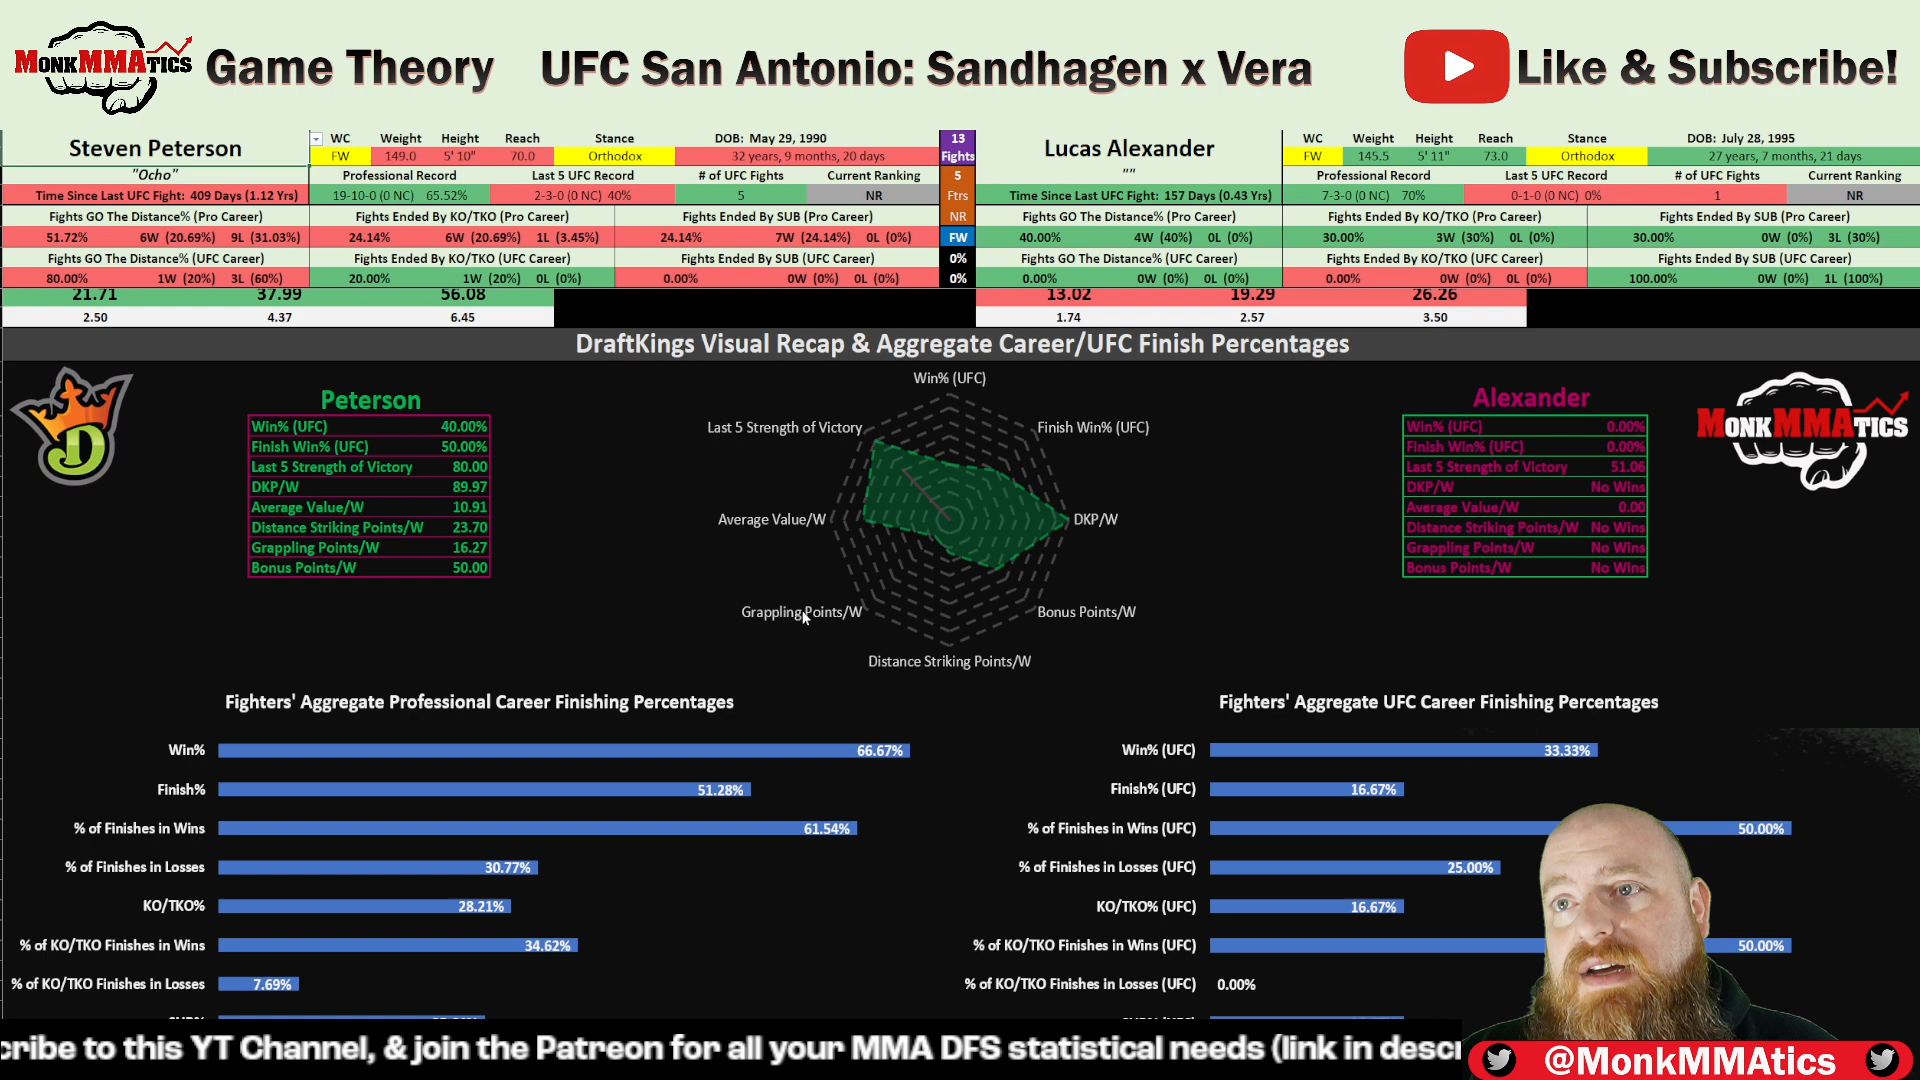 MONKMMATICS Game Theory UFC San Antonio: Sandhagen x Vera Like & Subscribe!
Steven Peterson
WC Weight Height Reach Stance DOB: May 29, 1990
FW 149.0 5' 10" 70.0 Orthodox 32 years, 9 months, 20 days
"Ocho"
Professional Record Last 5 UFC Record # of UFC Fights Current Ranking
Time Since Last UFC Fight: 409 Days (1.12 Yrs) 19-10-0 (0 NC) 65.52% 2-3-0 (0 NC) 40% 5 NR
Fights GO The Distance% (Pro Career) Fights Ended By KO/TKO (Pro Career) Fights Ended By SUB (Pro Career)
51.72% 6W (20.69%) 9L (31.03%) 24.14% 6W (20.69%) 1L (3.45%) 24.14% 7W (24.14%) 0L (0%)
Fights GO The Distance% (UFC Career) Fights Ended By KO/TKO (UFC Career) Fights Ended By SUB (UFC Career)
80.00% 1W (20%) 3L (60%) 20.00% 1W (20%) 0L (0%) 0.00% 0W (0%) 0L (0%)
21.71 37.99 56.08
2.50 4.37 6.45
13
Fights
5
Ftrs
NR
FW
0%
0%
Lucas Alexander
WC Weight Height Reach Stance DOB: July 28, 1995
FW 145.5 5' 11" 73.0 Orthodox 27 years, 7 months, 21 days
""
Professional Record Last 5 UFC Record # of UFC Fights Current Ranking
Time Since Last UFC Fight: 157 Days (0.43 Yrs) 7-3-0 (0 NC) 70% 0-1-0 (0 NC) 0% 1 NR
Fights GO The Distance% (Pro Career) Fights Ended By KO/TKO (Pro Career) Fights Ended By SUB (Pro Career)
40.00% 4W (40%) 0L (0%) 30.00% 3W (30%) 0L (0%) 30.00% 0W (0%) 3L (30%)
Fights GO The Distance% (UFC Career) Fights Ended By KO/TKO (UFC Career) Fights Ended By SUB (UFC Career)
0.00% 0W (0%) 0L (0%) 0.00% 0W (0%) 0L (0%) 100.00% 0W (0%) 1L (100%)
13.02 19.29 26.26
1.74 2.57 3.50
DraftKings Visual Recap & Aggregate Career/UFC Finish Percentages
Peterson
Win% (UFC) 40.00%
Finish Win% (UFC) 50.00%
Last 5 Strength of Victory 80.00
DKP/W 89.97
Average Value/W 10.91
Distance Striking Points/W 23.70
Grappling Points/W 16.27
Bonus Points/W 50.00
Win% (UFC)
Last 5 Strength of Victory Finish Win% (UFC)
Average Value/W DKP/W
Grappling Points/W Bonus Points/W
Distance Striking Points/W
Alexander
Win% (UFC) 0.00%
Finish Win% (UFC) 0.00%
Last 5 Strength of Victory 51.06
DKP/W No Wins
Average Value/W 0.00
Distance Striking Points/W No Wins
Grappling Points/W No Wins
Bonus Points/W No Wins
MONKMMATICS
Fighters' Aggregate Professional Career Finishing Percentages
Win% 66.67%
Finish% 51.28%
% of Finishes in Wins 61.54%
% of Finishes in Losses 30.77%
KO/TKO% 28.21%
% of KO/TKO Finishes in Wins 34.62%
% of KO/TKO Finishes in Losses 7.69%
Fighters' Aggregate UFC Career Finishing Percentages
Win% (UFC) 33.33%
Finish% (UFC) 16.67%
% of Finishes in Wins (UFC) 50.00%
% of Finishes in Losses (UFC) 25.00%
KO/TKO% (UFC) 16.67%
% of KO/TKO Finishes in Wins (UFC) 50.00%
% of KO/TKO Finishes in Losses (UFC) 0.00%
cribe to this YT Channel, & join the Patreon for all your MMA DFS statistical needs (link in descr
@MonkMMAtics